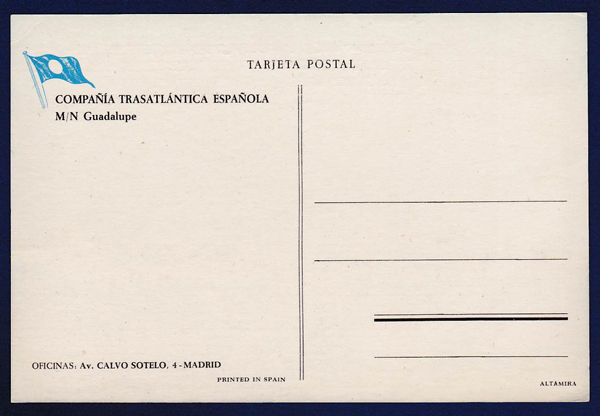 TARJETA POSTAL
COMPAÑÍA TRASATLÁNTICA ESPAÑOLA
M/N Guadalupe
OFICINAS: Av. CALVO SOTELO, 4 - MADRID
PRINTED IN SPAIN
ALTAMIRA